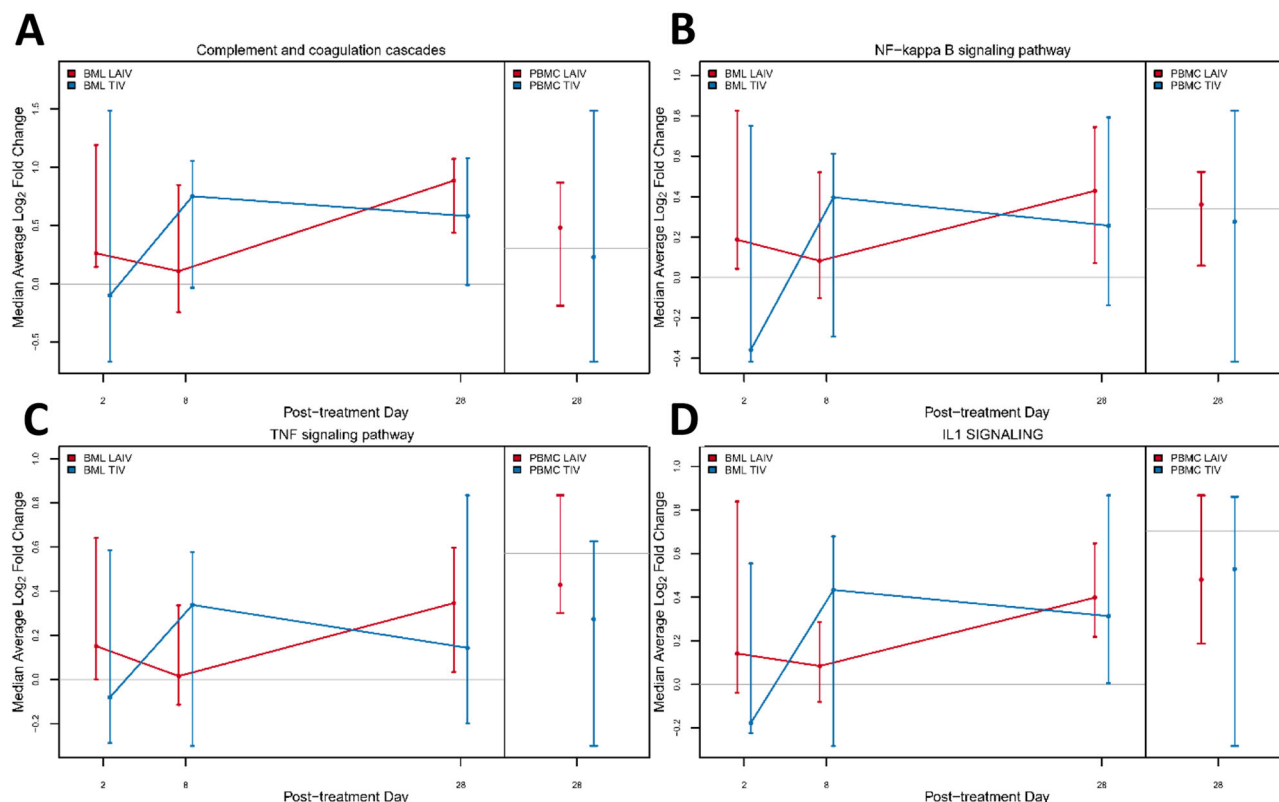 A
Complement and coagulation cascades
BML LAIV
BML TIV
PBMC LAIV
PBMC TIV
Median Average Log2 Fold Change
1.5
1.0
0.5
0.0
−0.5
2
8
28
28
Post−treatment Day
B
NF−kappa B signaling pathway
BML LAIV
BML TIV
PBMC LAIV
PBMC TIV
Median Average Log2 Fold Change
1.0
0.8
0.6
0.4
0.2
0.0
−0.2
−0.4
2
8
28
28
Post−treatment Day
C
TNF signaling pathway
BML LAIV
BML TIV
PBMC LAIV
PBMC TIV
Median Average Log2 Fold Change
1.0
0.8
0.6
0.4
0.2
0.0
−0.2
2
8
28
28
Post−treatment Day
D
IL1 SIGNALING
BML LAIV
BML TIV
PBMC LAIV
PBMC TIV
Median Average Log2 Fold Change
1.0
0.8
0.6
0.4
0.2
0.0
−0.2
2
8
28
28
Post−treatment Day